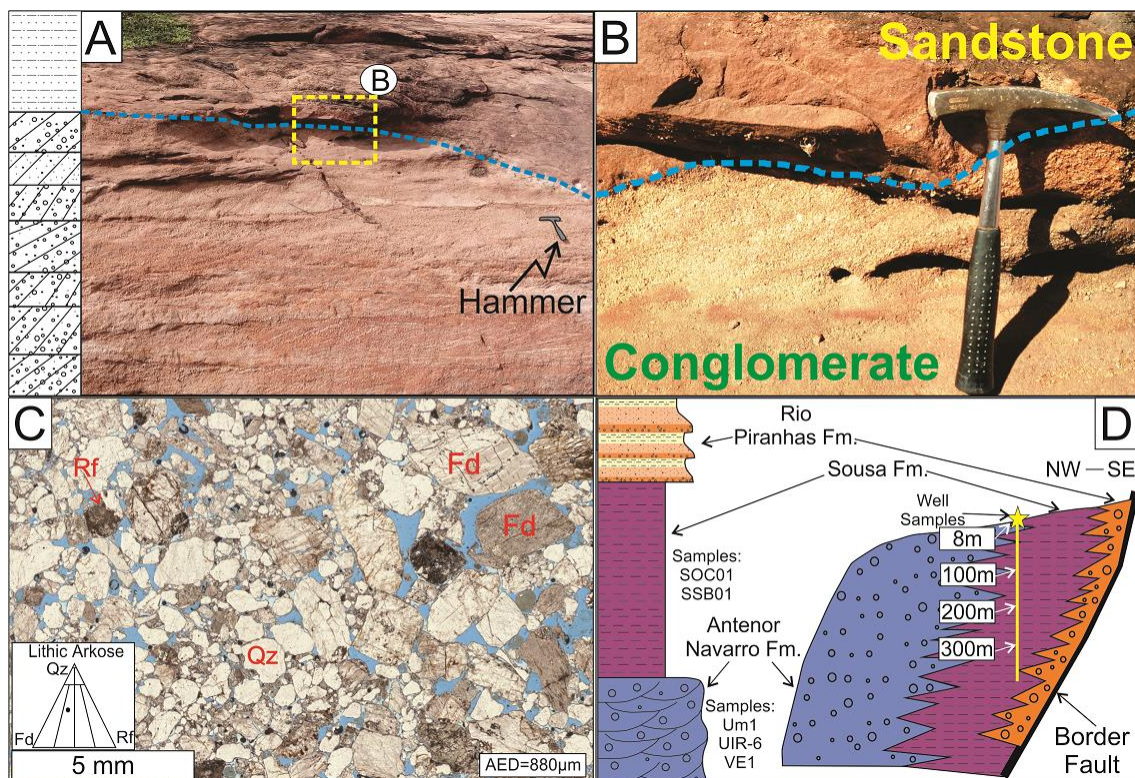 A
B
Hammer
B
Sandstone
Conglomerate
C
Rf
Fd
Fd
Qz
Lithic Arkose
Qz
Fd
Rf
5 mm
AED=880µm
D
Rio
Piranhas Fm.
Sousa Fm.
NW
SE
Well
Samples
8m
100m
200m
300m
Samples:
SOC01
SSB01
Antenor
Navarro Fm.
Samples:
Um1
UIR-6
VE1
Border
Fault